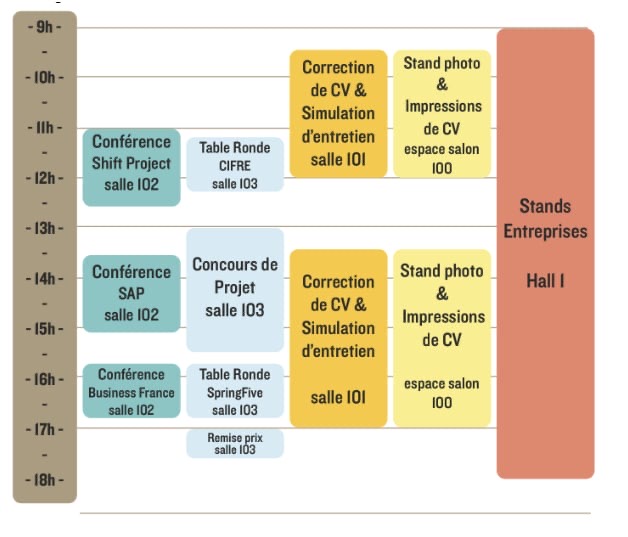 - 9h -
-
- 10h -
-
- 11h -
-
- 12h -
-
- 13h -
-
- 14h -
-
- 15h -
-
- 16h -
-
- 17h -
-
- 18h -
Conférence
Shift Project
salle 102
Conférence
SAP
salle 102
Conférence
Business France
salle 102
Table Ronde
CIFRE
salle 103
Concours de
Projet
salle 103
Table Ronde
SpringFive
salle 103
Remise prix
salle 103
Correction
de CV &
Simulation
d'entretien
salle 101
Correction
de CV &
Simulation
d'entretien
salle 101
Stand photo
&
Impressions
de CV
espace salon
100
Stand photo
&
Impressions
de CV
espace salon
100
Stands
Entreprises
Hall 1